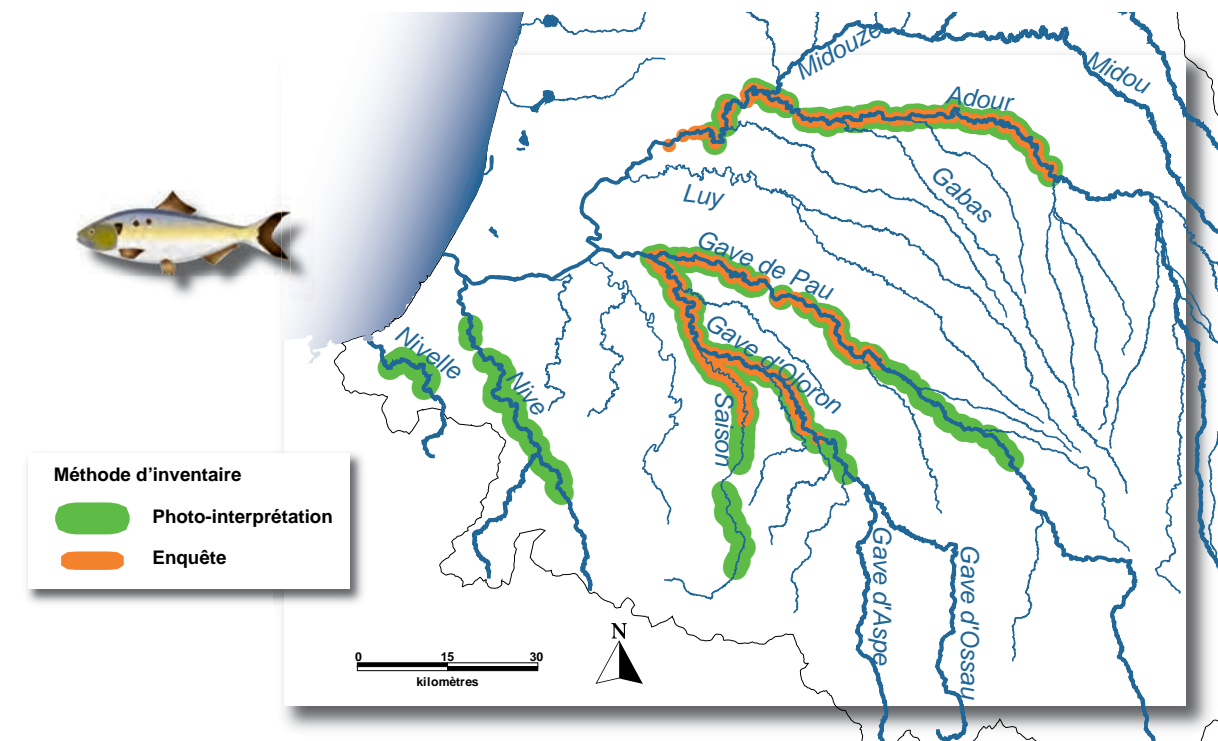 Midouze
Midou
Adour
Gabas
Luy
Gave de Pau
Gave d'Oloron
Nivelle
Nive
Saison
Méthode d'inventaire
Photo-interprétation
Enquête
Gave d'Aspe
Gave d'Ossau
N
0 15 30
kilomètres